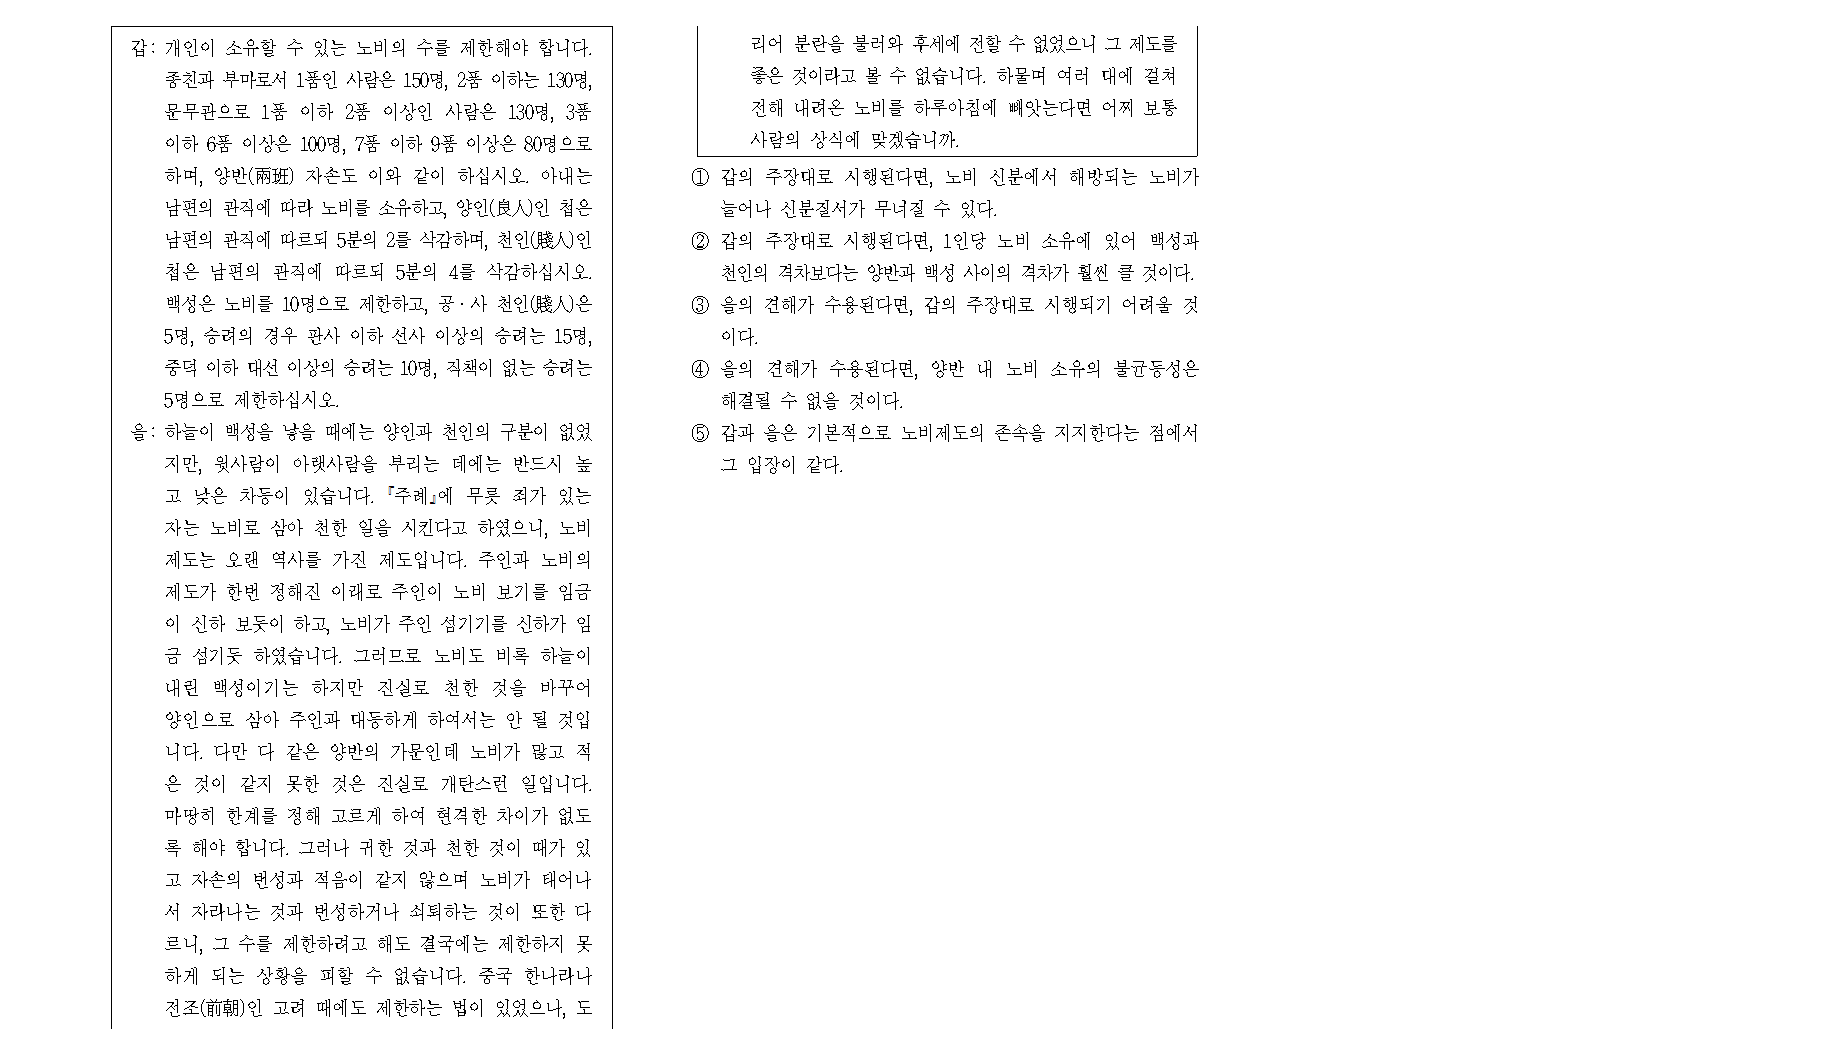 갑: 개인이 소유할 수 있는 노비의 수를 제한해야 합니다.
종친과 부마로서 1품인 사람은 150명, 2품 이하는 130명,
문무관으로 1품 이하 2품 이상인 사람은 130명, 3품
이하 6품 이상은 100명, 7품 이하 9품 이상은 80명으로
하며, 양반(兩班) 자손도 이와 같이 하십시오. 아내는
남편의 관직에 따라 노비를 소유하고, 양인(良人)인 첩은
남편의 관직에 따르되 5분의 2를 삭감하며, 천인(賤人)인
첩은 남편의 관직에 따르되 5분의 4를 삭감하십시오.
백성은 노비를 10명으로 제한하고, 공·사 천인(賤人)은
5명, 승려의 경우 판사 이하 선사 이상의 승려는 15명,
중덕 이하 대선 이상의 승려는 10명, 직책이 없는 승려는
5명으로 제한하십시오.
을: 하늘이 백성을 낳을 때에는 양인과 천인의 구분이 없었
지만, 윗사람이 아랫사람을 부리는 데에는 반드시 높
고 낮은 차등이 있습니다. 『주례』에 무릇 죄가 있는
자는 노비로 삼아 천한 일을 시킨다고 하였으니, 노비
제도는 오랜 역사를 가진 제도입니다. 주인과 노비의
제도가 한번 정해진 이래로 주인이 노비 보기를 임금
이 신하 보듯이 하고, 노비가 주인 섬기기를 신하가 임
금 섬기듯 하였습니다. 그러므로 노비도 비록 하늘이
내린 백성이기는 하지만 진실로 천한 것을 바꾸어
양인으로 삼아 주인과 대등하게 하여서는 안 될 것입
니다. 다만 다 같은 양반의 가문인데 노비가 많고 적
은 것이 같지 못한 것은 진실로 개탄스런 일입니다.
마땅히 한계를 정해 고르게 하여 현격한 차이가 없도
록 해야 합니다. 그러나 귀한 것과 천한 것이 때가 있
고 자손의 번성과 적음이 같지 않으며 노비가 태어나
서 자라나는 것과 번성하거나 쇠퇴하는 것이 또한 다
르니, 그 수를 제한하려고 해도 결국에는 제한하지 못
하게 되는 상황을 피할 수 없습니다. 중국 한나라나
전조(前朝)인 고려 때에도 제한하는 법이 있었으나, 도
리어 분란을 불러와 후세에 전할 수 없었으니 그 제도를
좋은 것이라고 볼 수 없습니다. 하물며 여러 대에 걸쳐
전해 내려온 노비를 하루아침에 빼앗는다면 어찌 보통
사람의 상식에 맞겠습니까.
① 갑의 주장대로 시행된다면, 노비 신분에서 해방되는 노비가
늘어나 신분질서가 무너질 수 있다.
② 갑의 주장대로 시행된다면, 1인당 노비 소유에 있어 백성과
천인의 격차보다는 양반과 백성 사이의 격차가 훨씬 클 것이다.
③ 을의 견해가 수용된다면, 갑의 주장대로 시행되기 어려울 것
이다.
④ 을의 견해가 수용된다면, 양반 내 노비 소유의 불균등성은
해결될 수 없을 것이다.
⑤ 갑과 을은 기본적으로 노비제도의 존속을 지지한다는 점에서
그 입장이 같다.